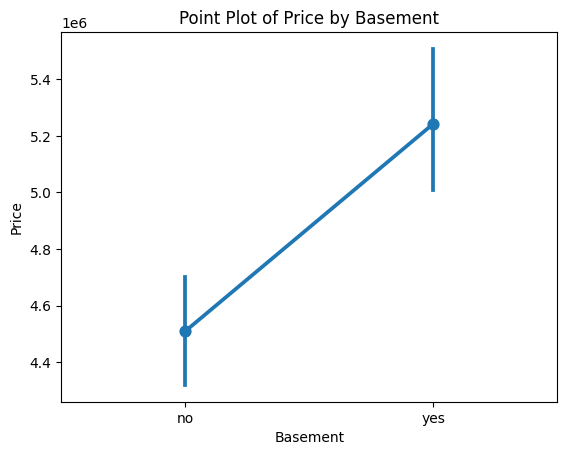 Point Plot of Price by Basement
1e6
5.4
5.2
5.0
4.8
4.6
4.4
Price
no yes
Basement